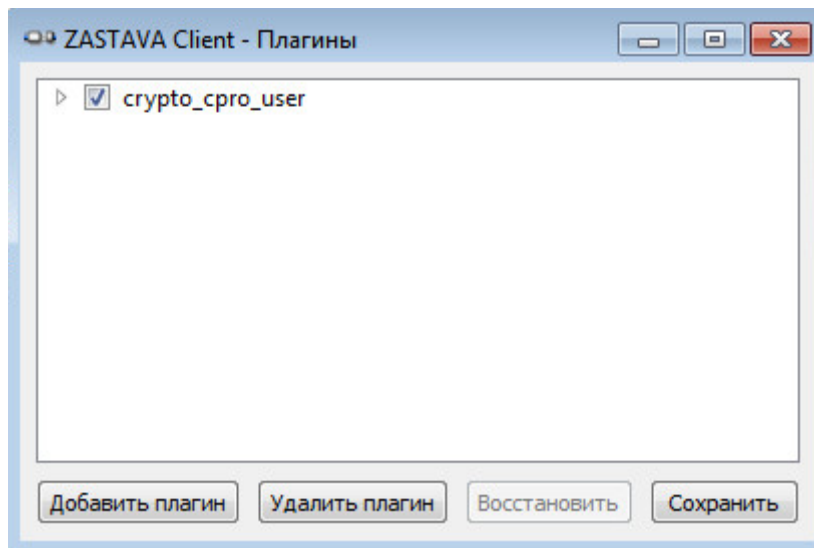 ZASTAVA Client - Плагины
crypto_cpro_user
Добавить плагин Удалить плагин Восстановить Сохранить